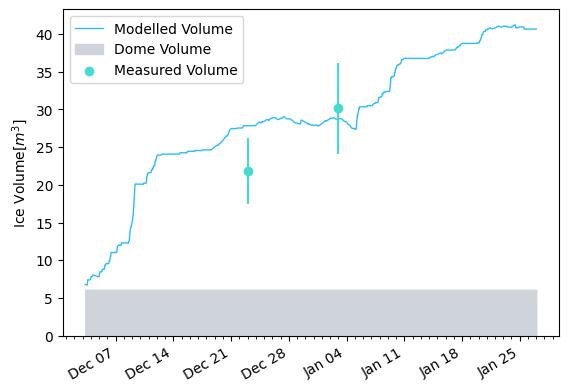 Modelled Volume
Dome Volume
Measured Volume
Ice Volume[m³]
40
35
30
25
20
15
10
5
0
Dec 07
Dec 14
Dec 21
Dec 28
Jan 04
Jan 11
Jan 18
Jan 25